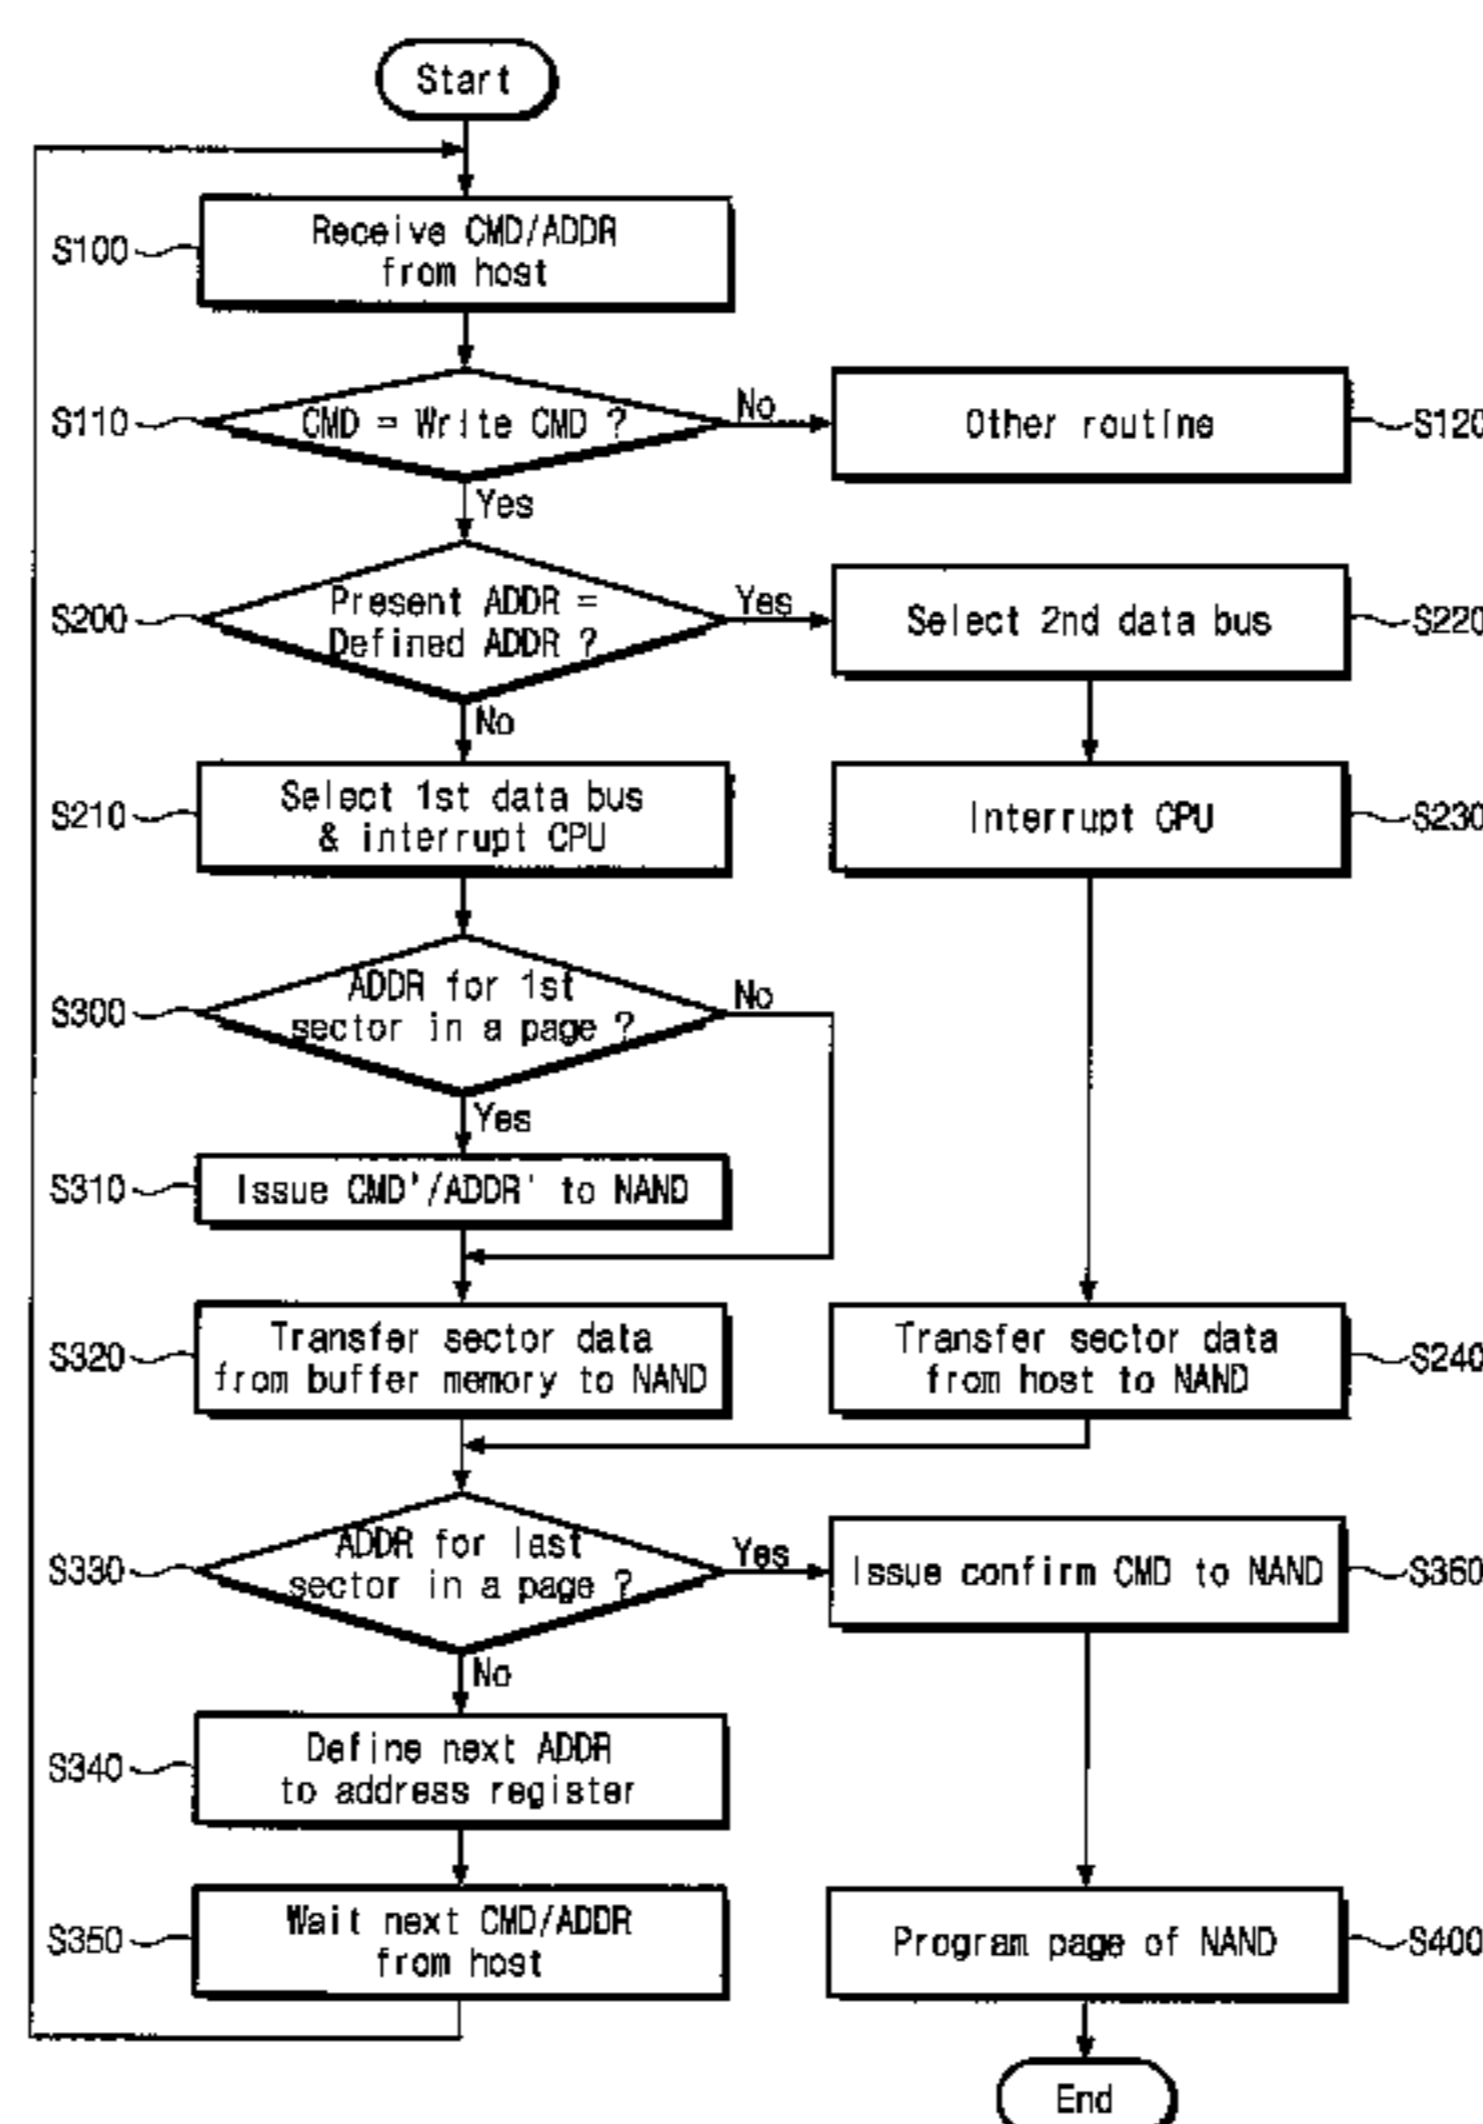 Start
S100
Receive CMD/ADDR
from host
S110
CMD = Write CMD ?
No
Other routine
S120
Yes
S200
Present ADDR =
Defined ADDR ?
Yes
Select 2nd data bus
S220
No
S210
Select 1st data bus
& interrupt CPU
Interrupt CPU
S230
S300
ADDR for 1st
sector in a page ?
No
Yes
S310
Issue CMD'/ADDR' to NAND
S320
Transfer sector data
from buffer memory to NAND
Transfer sector data
from host to NAND
S240
S330
ADDR for last
sector in a page ?
Yes
Issue confirm CMD to NAND
S360
No
S340
Define next ADDR
to address register
S350
Wait next CMD/ADDR
from host
Program page of NAND
S400
End